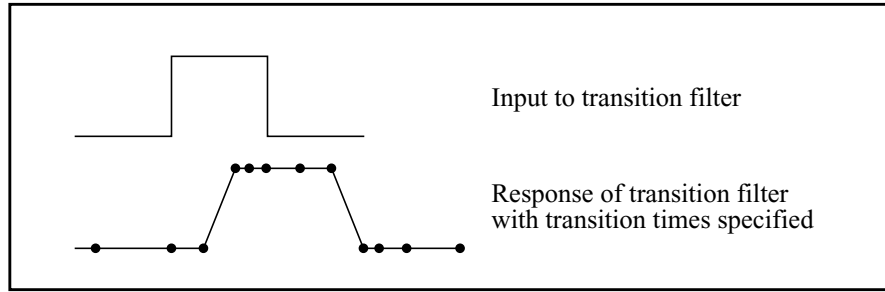 Input to transition filter
Response of transition filter
with transition times specified